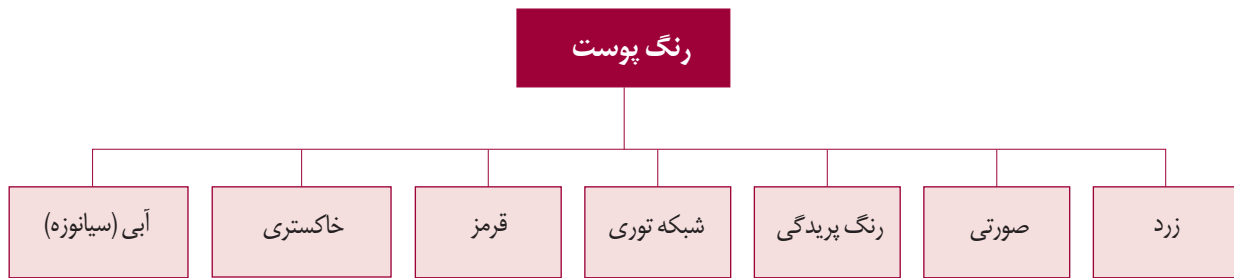 رنگ پوست
زرد
صورتی
رنگ پریدگی
شبکه توری
قرمز
خاکستری
آبی (سیانوزه)